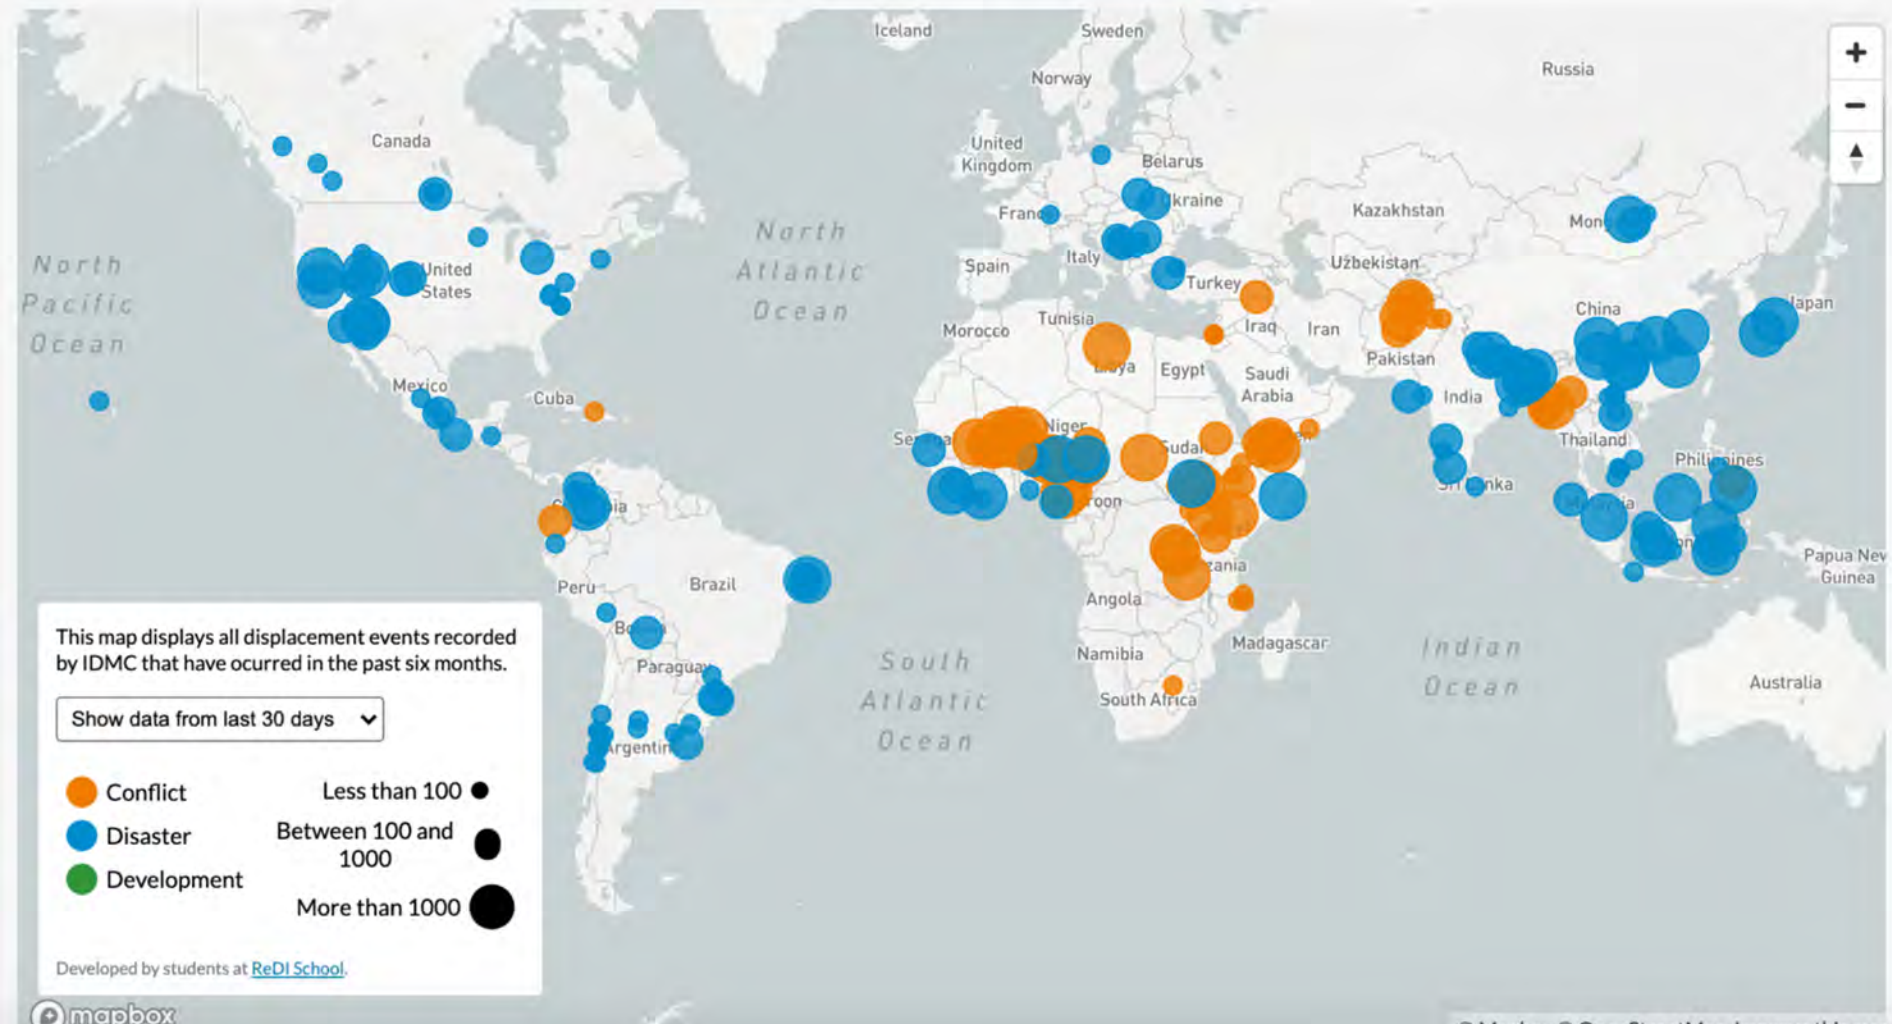 Iceland
Sweden
Norway
Russia
Canada
United
Kingdom
Belarus
Ukraine
Kazakhstan
North
Pacific
Ocean
North
Atlantic
Ocean
United
States
Spain
Italy
Turkey
Uzbekistan
China
Japan
Morocco
Tunisia
Iraq
Iran
Pakistan
Egypt
Saudi
Arabia
India
Mexico
Cuba
Niger
Thailand
Philippines
Peru
Brazil
Angola
Papua New
Guinea
Namibia
Madagascar
Paraguay
South Africa
South
Atlantic
Ocean
Indian
Ocean
Australia
This map displays all displacement events recorded
by IDMC that have ocurred in the past six months.
Show data from last 30 days
Conflict
Disaster
Development
Less than 100
Between 100 and
1000
More than 1000
Developed by students at ReDI School.
mapbox